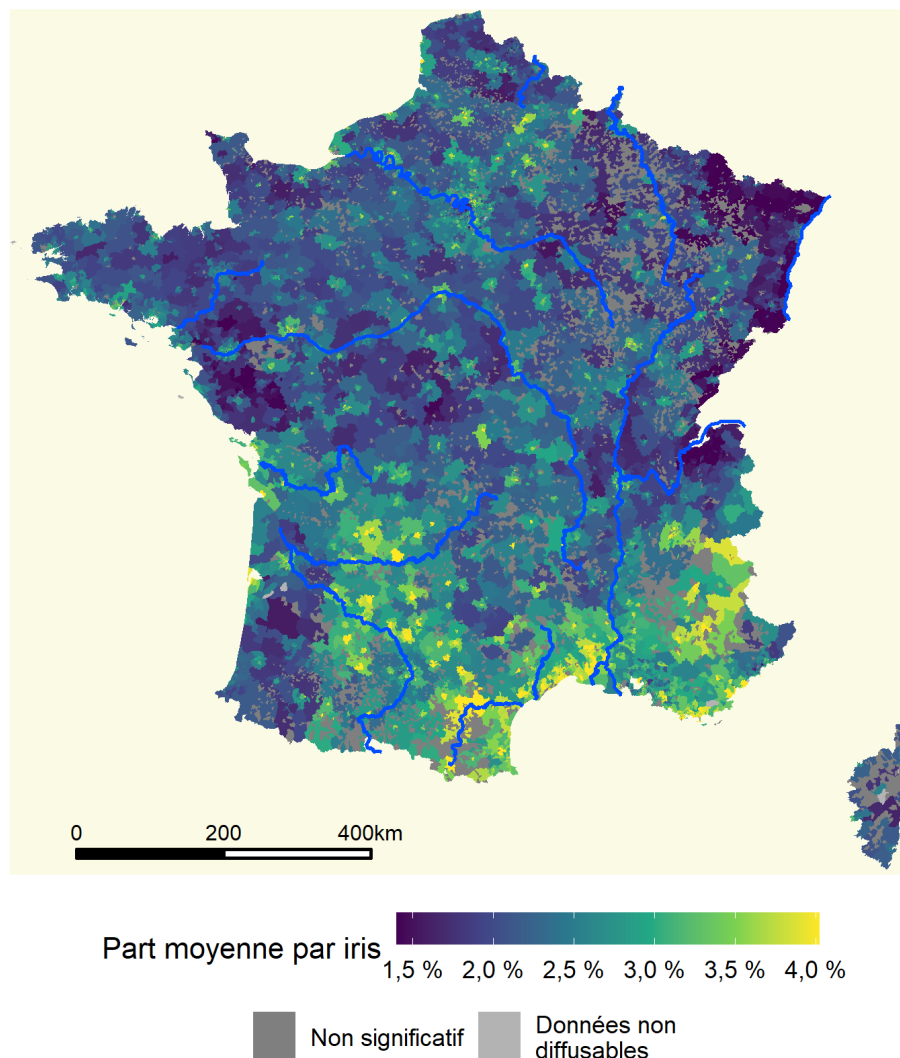 0 200 400km
Part moyenne par iris
1,5 % 2,0 % 2,5 % 3,0 % 3,5 % 4,0 %
Non significatif
Données non
diffusables